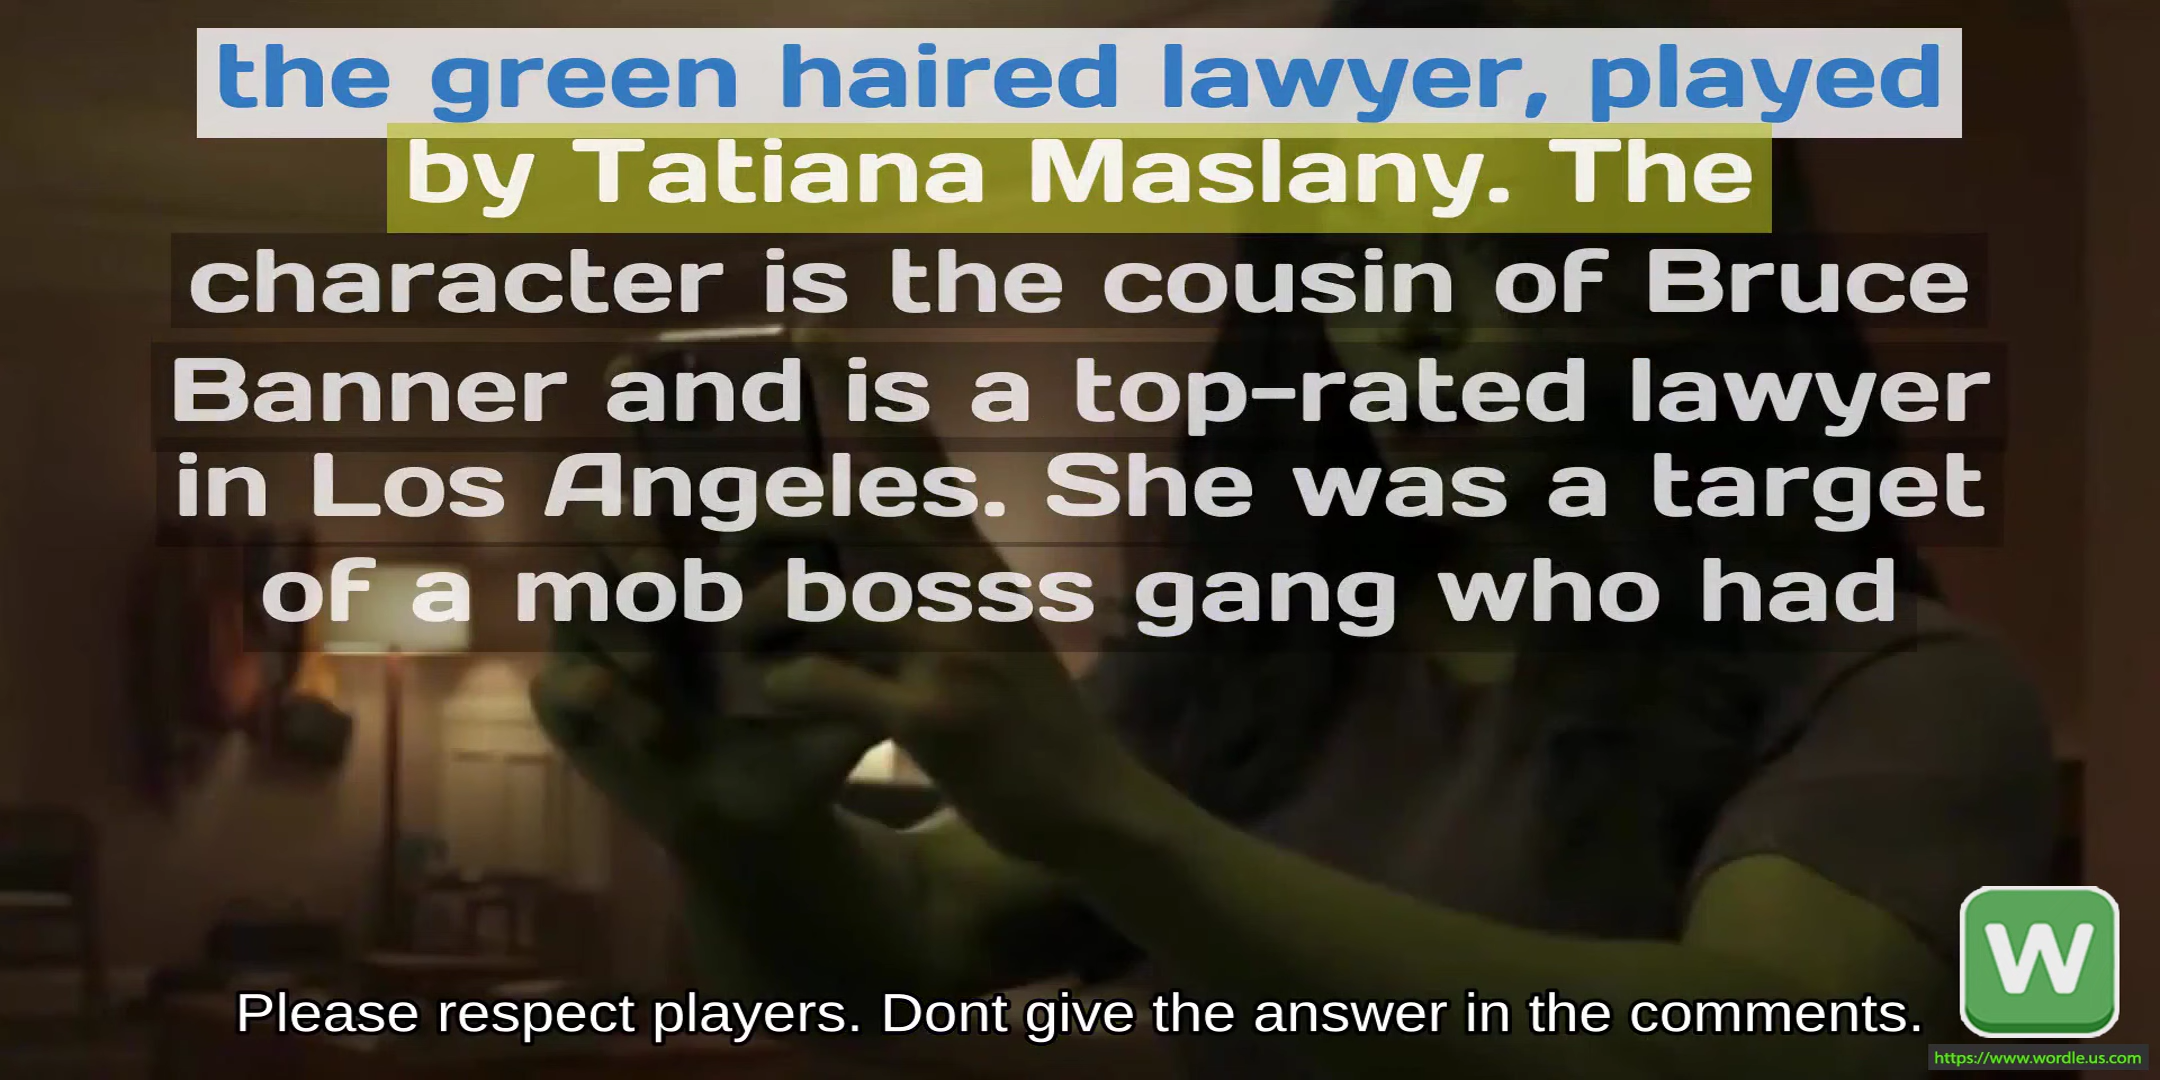 the green haired lawyer, played
by Tatiana Maslany. The
character is the cousin of Bruce
Banner and is a top-rated lawyer
in Los Angeles. She was a target
of a mob bosss gang who had
W
Please respect players. Dont give the answer in the comments.
https://www.wordle.us.com